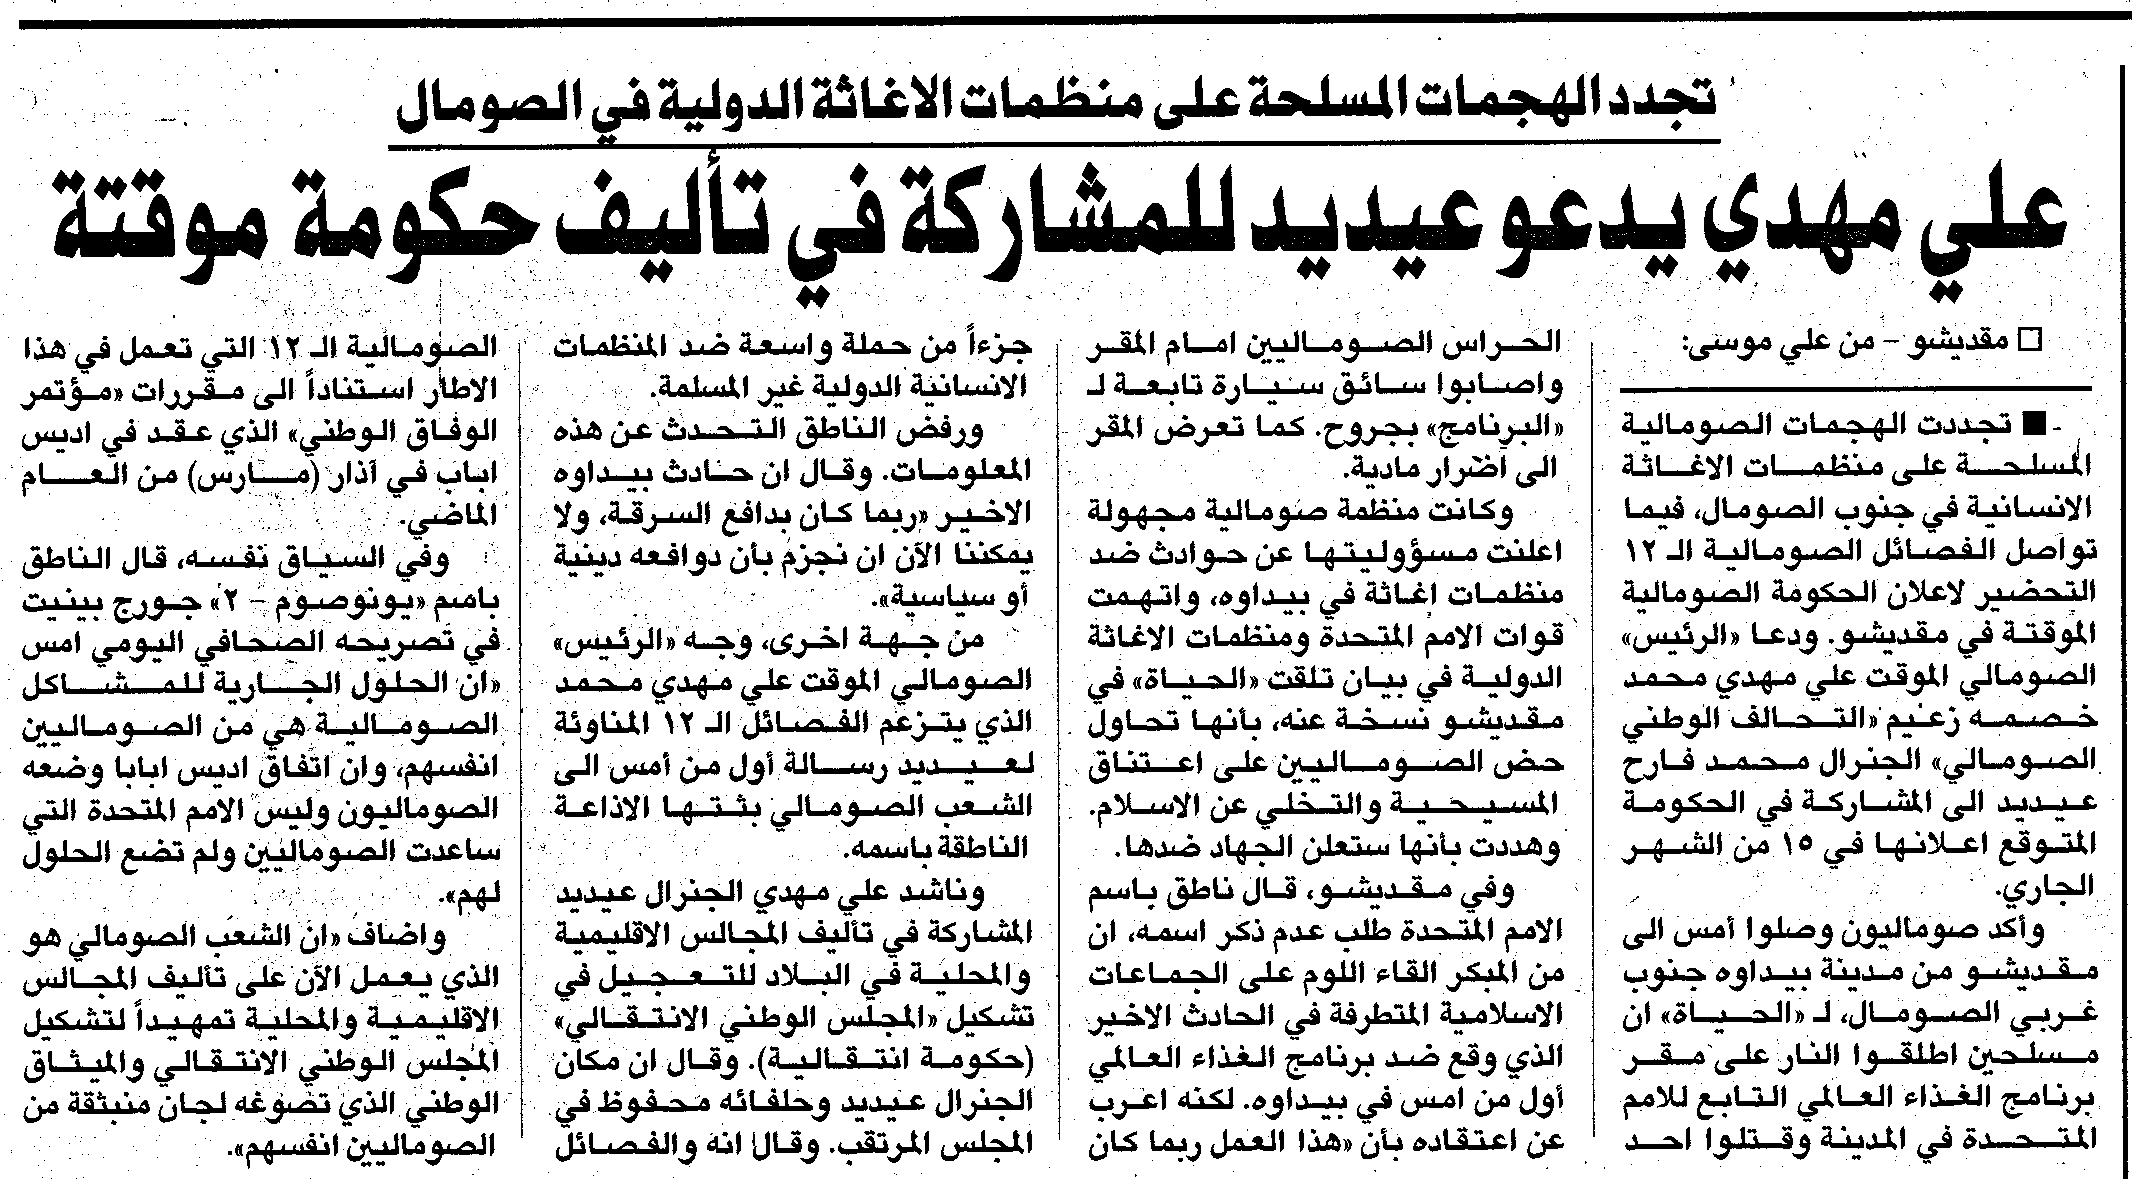 تجدد الهجمات المسلحة على منظمات الاغاثة الدولية في الصومال
علي مهدي يدعو عيديد للمشاركة في تأليف حكومة موقتة
□ مقديشو – من علي موسى:
■ تجددت الهجمات الصومالية
المسلحة على منظمات الاغاثة
الانسانية في جنوب الصومال، فيما
تواصل الفصائل الصومالية الـ ١٢
التحضير لاعلان الحكومة الصومالية
الموقتة في مقديشو. ودعا «الرئيس»
الصومالي الموقت علي مهدي محمد
خصمه زعيم «التحالف الوطني
الصومالي» الجنرال محمد فارح
عيديد الى المشاركة في الحكومة
المتوقع اعلانها في ١٥ من الشهر
الجاري.
وأكد صوماليون وصلوا أمس الى
مقديشو من مدينة بيداوه جنوب
غربي الصومال، لـ «الحياة» ان
مسلحين اطلقوا النار على مقر
برنامج الغذاء العالمي التابع للامم
المتحدة في المدينة وقتلوا احد
الحراس الصوماليين امام المقر
واصابوا سائق سيارة تابعة لـ
«البرنامج» بجروح. كما تعرض المقر
الى أضرار مادية.
وكانت منظمة صومالية مجهولة
اعلنت مسؤوليتها عن حوادث ضد
منظمات اغاثة في بيداوه، واتهمت
قوات الامم المتحدة ومنظمات الاغاثة
الدولية في بيان تلقت «الحياة» في
مقديشو نسخة عنه، بأنها تحاول
حض الصوماليين على اعتناق
المسيحية والتخلي عن الاسلام.
وهددت بأنها ستعلن الجهاد ضدها.
وفي مقديشو، قال ناطق باسم
الامم المتحدة طلب عدم ذكر اسمه، ان
من المبكر القاء اللوم على الجماعات
الاسلامية المتطرفة في الحادث الاخير
الذي وقع ضد برنامج الغذاء العالمي
أول من امس في بيداوه. لكنه اعرب
عن اعتقاده بأن «هذا العمل ربما كان
جزءاً من حملة واسعة ضد المنظمات
الانسانية الدولية غير المسلمة.
ورفض الناطق التحدث عن هذه
المعلومات. وقال ان حادث بيداوه
الاخير «ربما كان بدافع السرقة، ولا
يمكننا الآن ان نجزم بأن دوافعه دينية
أو سياسية».
من جهة اخرى، وجه «الرئيس»
الصومالي الموقت علي مهدي محمد
الذي يتزعم الفصائل الـ ١٢ المناوئة
لعيديد رسالة أول من أمس الى
الشعب الصومالي بثتها الاذاعة
الناطقة باسمه.
وناشد علي مهدي الجنرال عيديد
المشاركة في تأليف المجالس الاقليمية
والمحلية في البلاد للتعجيل في
تشكيل «المجلس الوطني الانتقالي»
(حكومة انتقالية). وقال ان مكان
الجنرال عيديد وحلفائه محفوظ في
المجلس المرتقب. وقال انه والفصائل
الصومالية الـ ١٢ التي تعمل في هذا
الاطار استناداً الى مقررات «مؤتمر
الوفاق الوطني» الذي عقد في اديس
ابابا في آذار (مارس) من العام
الماضي.
وفي السياق نفسه، قال الناطق
باسم «يونوصوم – ٢» جورج بينيت
في تصريحه الصحافي اليومي امس
«ان الحلول الجارية للمشاكل
الصومالية هي من الصوماليين
انفسهم، وان اتفاق اديس ابابا وضعه
الصوماليون وليس الامم المتحدة التي
ساعدت الصوماليين ولم تضع الحلول
لهم».
واضاف «ان الشعب الصومالي هو
الذي يعمل الآن على تأليف المجالس
الاقليمية والمحلية تمهيداً لتشكيل
المجلس الوطني الانتقالي والميثاق
الوطني الذي تصوغه لجان منبثقة من
الصوماليين انفسهم».